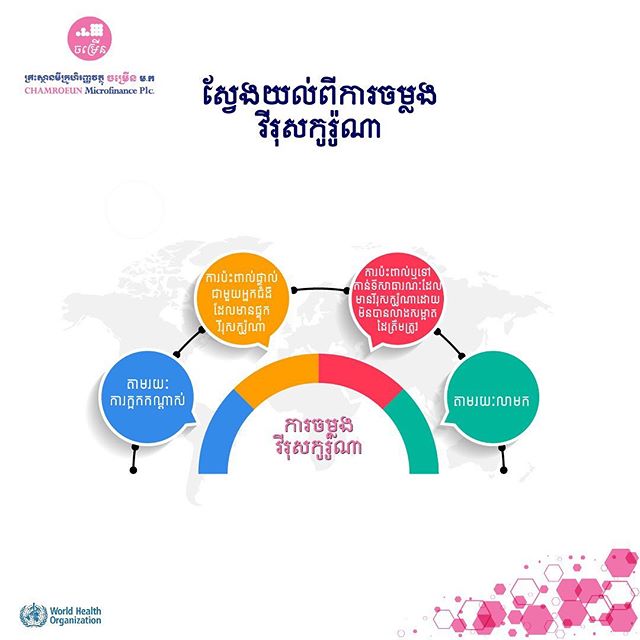 ចម្រើន
គ្រឹះស្ថានមីក្រូហិរញ្ញវត្ថុ ចម្រើន ម.ក
CHAMROEUN Microfinance Plc.
ស្វែងយល់ពីការចម្លង
វីរុសកូរ៉ូណា
ការប៉ះពាល់ផ្ទាល់
ជាមួយអ្នកជំងឺ
ដែលមានផ្ទុក
វីរុសកូរ៉ូណា
ការប៉ះពាល់ឬទៅ
កាន់ទីសាធារណៈដែល
មានវីរុសកូរ៉ូណាដោយ
មិនបានលាងសម្អាត
ដៃត្រឹមត្រូវ
តាមរយៈ
ការក្អកកណ្តាស់
តាមរយៈលាមក
ការចម្លង
វីរុសកូរ៉ូណា
World Health
Organization